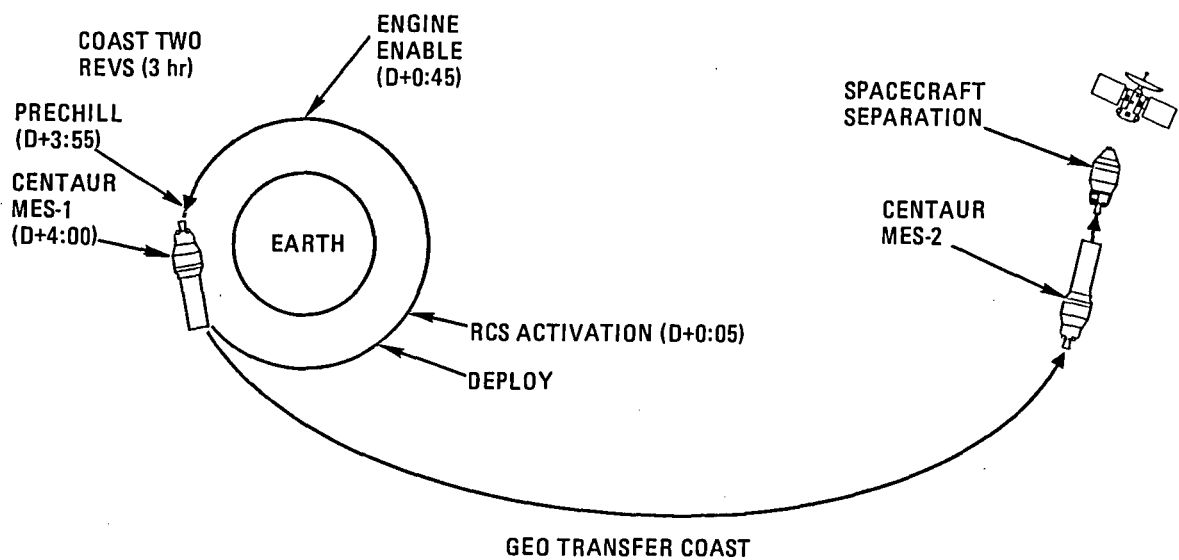 COAST TWO
REVS (3 hr)
ENGINE
ENABLE
(D+0:45)
PRECHILL
(D+3:55)
CENTAUR
MES-1
(D+4:00)
EARTH
RCS ACTIVATION (D+0:05)
DEPLOY
SPACECRAFT
SEPARATION
CENTAUR
MES-2
GEO TRANSFER COAST